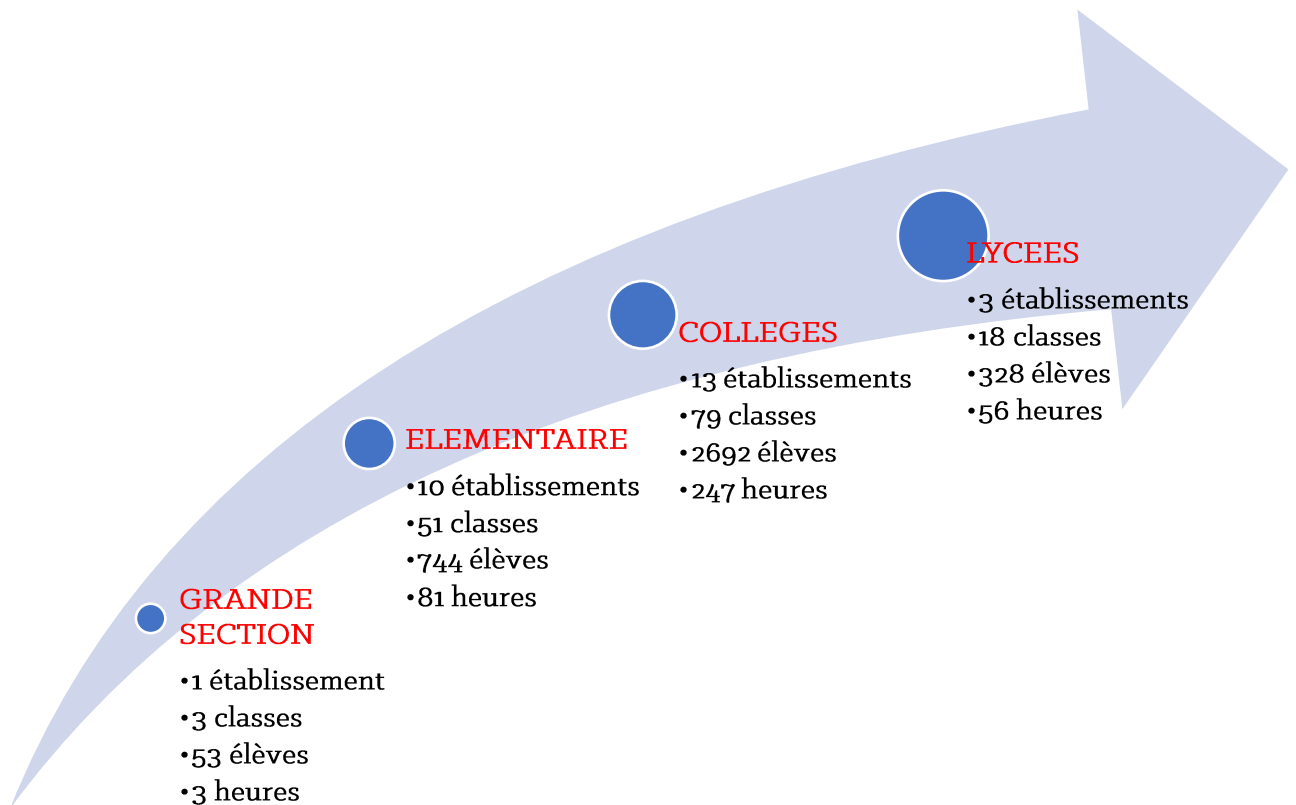 GRANDE
SECTION
•1 établissement
•3 classes
•53 élèves
•3 heures
ELEMENTAIRE
•10 établissements
•51 classes
•744 élèves
•81 heures
COLLEGES
•13 établissements
•79 classes
•2692 élèves
•247 heures
LYCEES
•3 établissements
•18 classes
•328 élèves
•56 heures